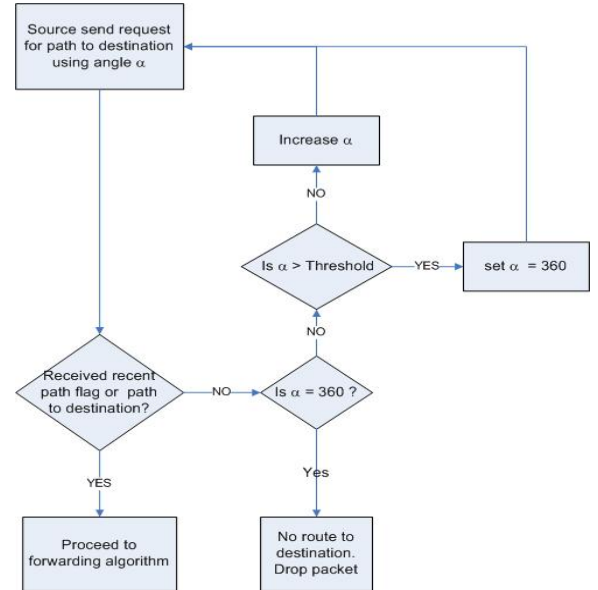 Source send request
for path to destination
using angle α
Increase α
NO
Is α > Threshold
YES
set α = 360
NO
Received recent
path flag or path
to destination?
NO
Is α = 360 ?
YES
Yes
Proceed to
forwarding algorithm
No route to
destination.
Drop packet